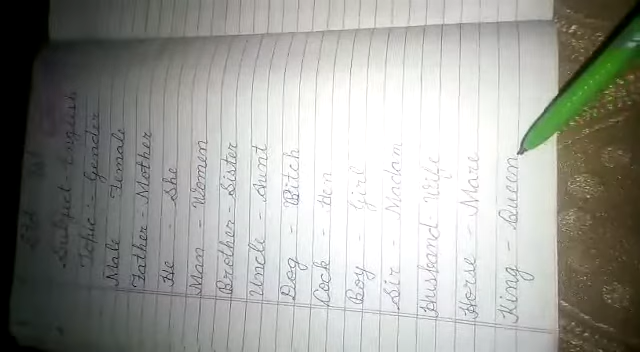 Subject - English
Topic :- Gender
Male Female
Father - Mother
He - She
Man - Women
Brother - Sister
Uncle - Aunt
Dog - Bitch
Cock - Hen
Boy - Girl
Sir - Madam
Husband - Wife
Horse - Mare
King - Queen